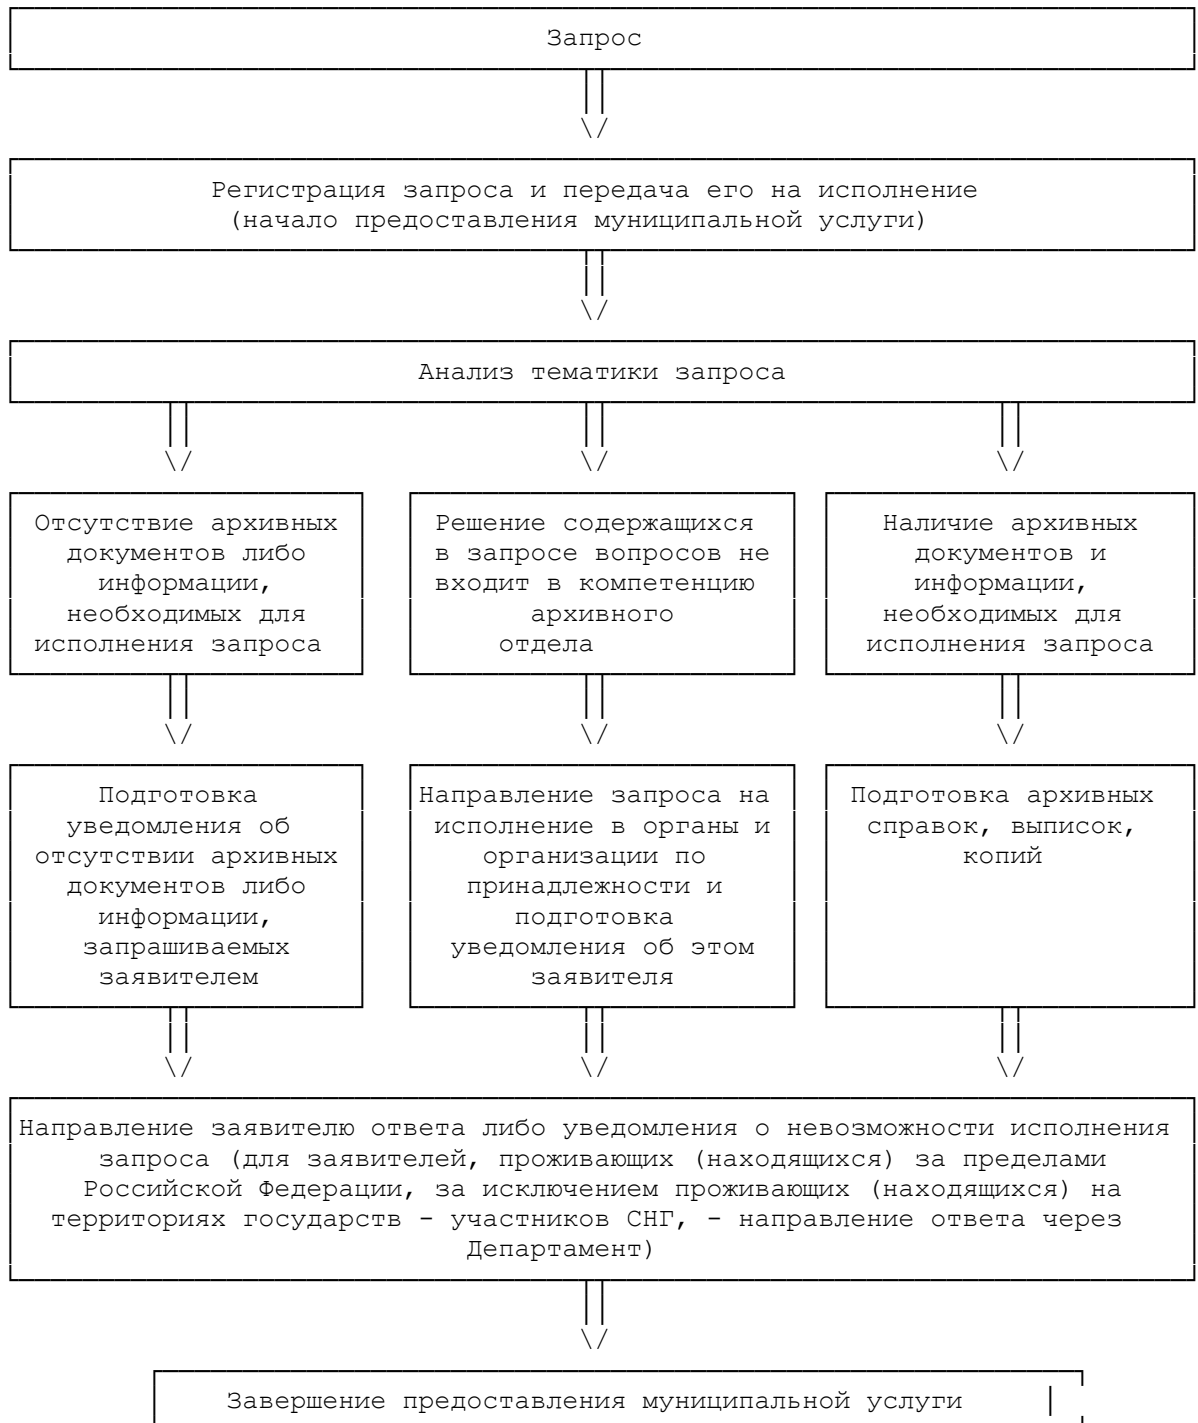 Запрос
Регистрация запроса и передача его на исполнение
(начало предоставления муниципальной услуги)
Анализ тематики запроса
Отсутствие архивных
документов либо
информации,
необходимых для
исполнения запроса
Решение содержащихся
в запросе вопросов не
входит в компетенцию
архивного
отдела
Наличие архивных
документов и
информации,
необходимых для
исполнения запроса
Подготовка
уведомления об
отсутствии архивных
документов либо
информации,
запрашиваемых
заявителем
Направление запроса на
исполнение в органы и
организации по
принадлежности и
подготовка
уведомления об этом
заявителя
Подготовка архивных
справок, выписок,
копий
Направление заявителю ответа либо уведомления о невозможности исполнения
запроса (для заявителей, проживающих (находящихся) за пределами
Российской Федерации, за исключением проживающих (находящихся) на
территориях государств - участников СНГ, - направление ответа через
Департамент)
Завершение предоставления муниципальной услуги